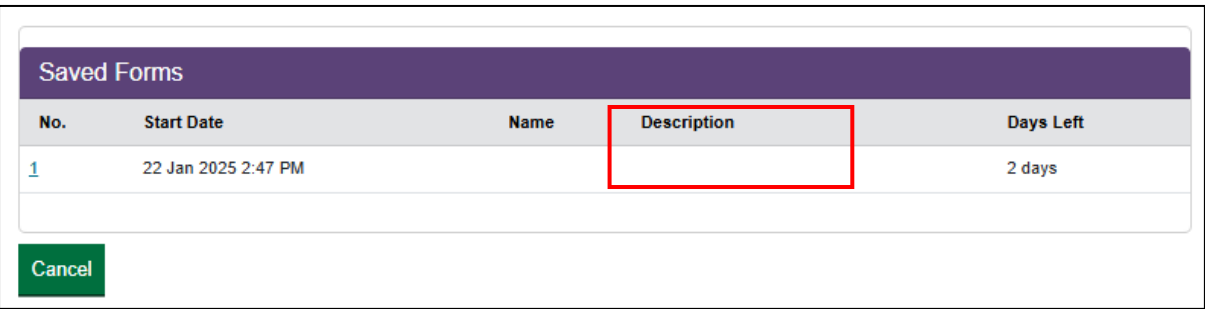 Saved Forms
No. Start Date Name Description Days Left
1 22 Jan 2025 2:47 PM 2 days
Cancel